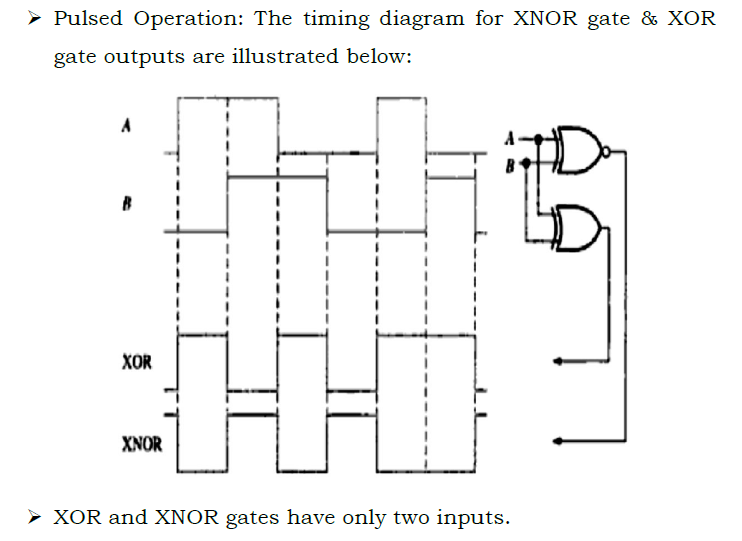 ➢ Pulsed Operation: The timing diagram for XNOR gate & XOR
gate outputs are illustrated below:
A
A
B
B
XOR
XNOR
➢ XOR and XNOR gates have only two inputs.